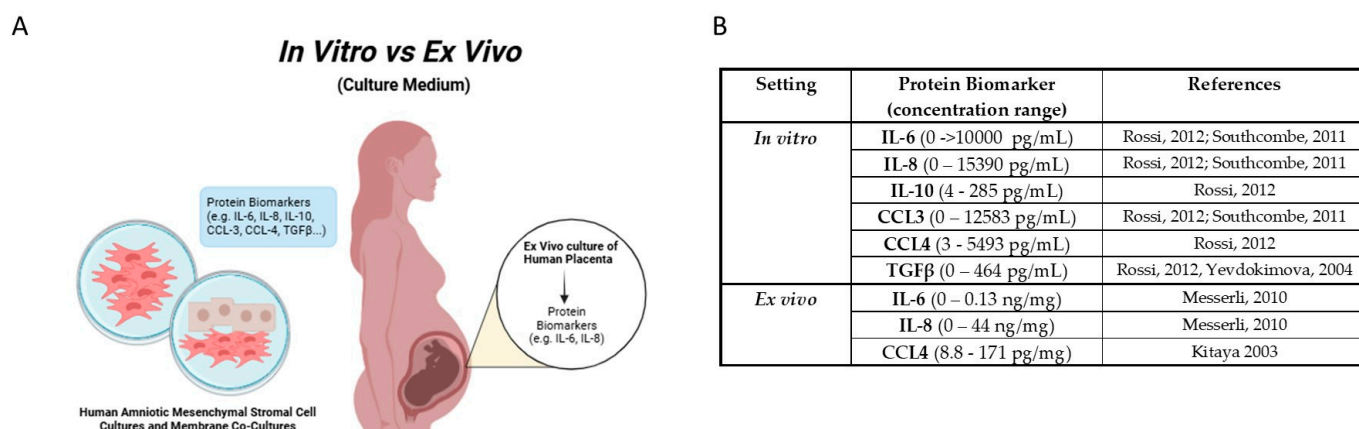 A
In Vitro vs Ex Vivo
(Culture Medium)
Protein Biomarkers
(e.g. IL-6, IL-8, IL-10,
CCL-3, CCL-4, TGFβ...)
Ex Vivo culture of
Human Placenta
Protein
Biomarkers
(e.g. IL-6, IL-8)
Human Amniotic Mesenchymal Stromal Cell
Cultures and Membrane Co-Cultures
B
Setting Protein Biomarker References
(concentration range)
In vitro IL-6 (0 ->10000 pg/mL) Rossi, 2012; Southcombe, 2011
IL-8 (0 – 15390 pg/mL) Rossi, 2012; Southcombe, 2011
IL-10 (4 - 285 pg/mL) Rossi, 2012
CCL3 (0 – 12583 pg/mL) Rossi, 2012; Southcombe, 2011
CCL4 (3 - 5493 pg/mL) Rossi, 2012
TGFβ (0 – 464 pg/mL) Rossi, 2012, Yevdokimova, 2004
Ex vivo IL-6 (0 – 0.13 ng/mg) Messerli, 2010
IL-8 (0 – 44 ng/mg) Messerli, 2010
CCL4 (8.8 - 171 pg/mg) Kitaya 2003